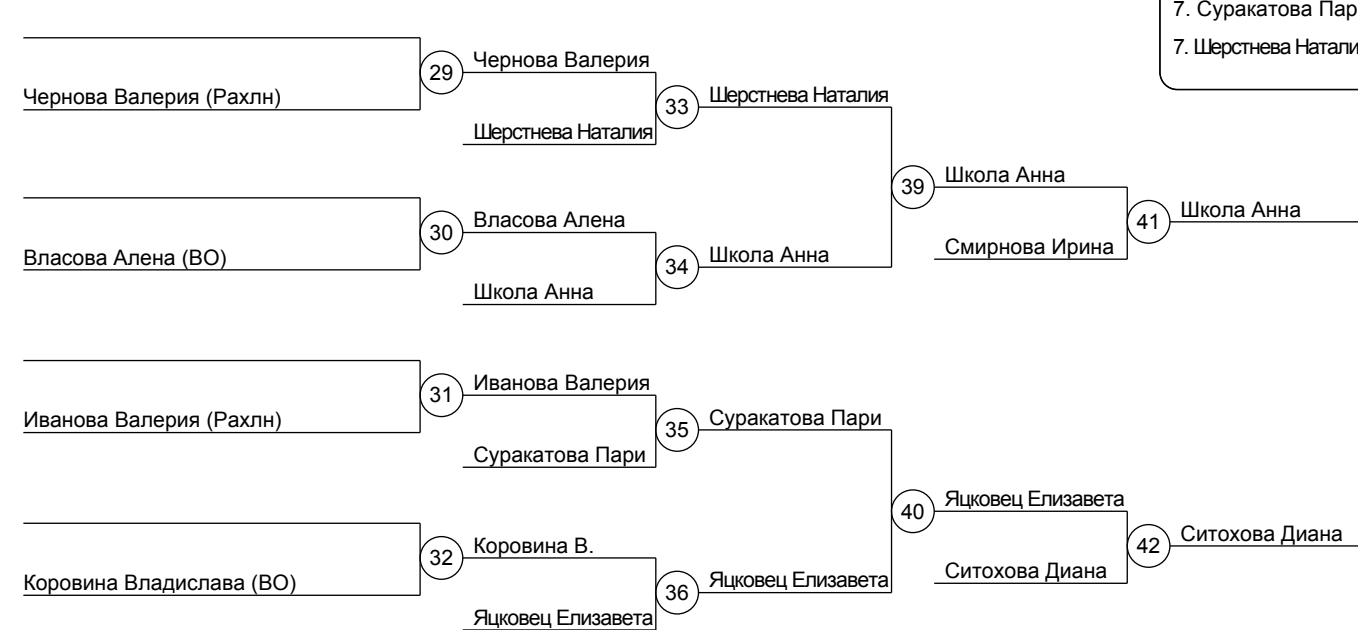 7. Суракатова Пар
7. Шерстнева Натали
29
Чернова Валерия
Чернова Валерия (Рахлн)
33
Шерстнева Наталия
Шерстнева Наталия
39
Школа Анна
30
Власова Алена
41
Школа Анна
Власова Алена (ВО)
34
Школа Анна
Смирнова Ирина
Школа Анна
31
Иванова Валерия
Иванова Валерия (Рахлн)
35
Суракатова Пари
Суракатова Пари
40
Яцковец Елизавета
32
Коровина В.
42
Ситохова Диана
Коровина Владислава (ВО)
36
Яцковец Елизавета
Ситохова Диана
Яцковец Елизавета